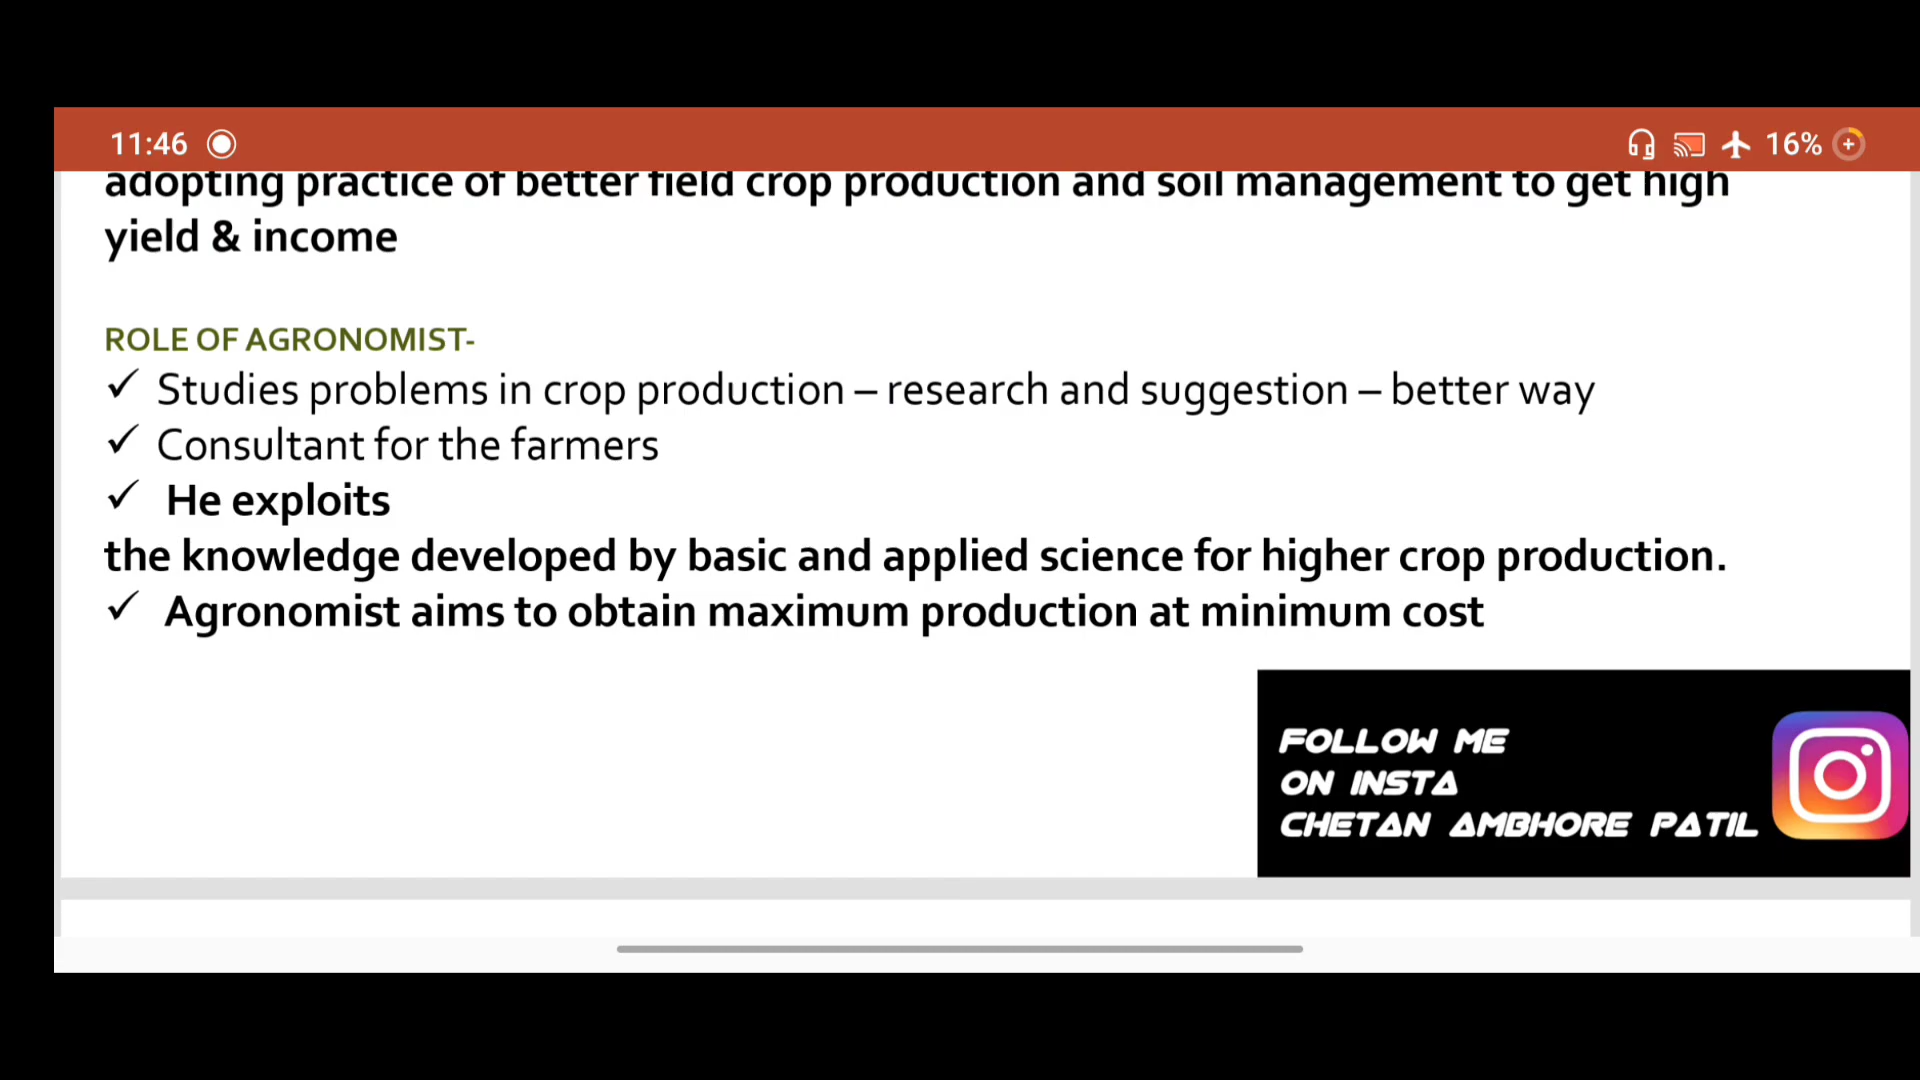 11:46
16%
adopting practice of better field crop production and soil management to get high
yield & income
ROLE OF AGRONOMIST-
✓ Studies problems in crop production – research and suggestion – better way
✓ Consultant for the farmers
✓ He exploits
the knowledge developed by basic and applied science for higher crop production.
✓ Agronomist aims to obtain maximum production at minimum cost
FOLLOW ME
ON INSTA
CHETAN AMBHORE PATIL